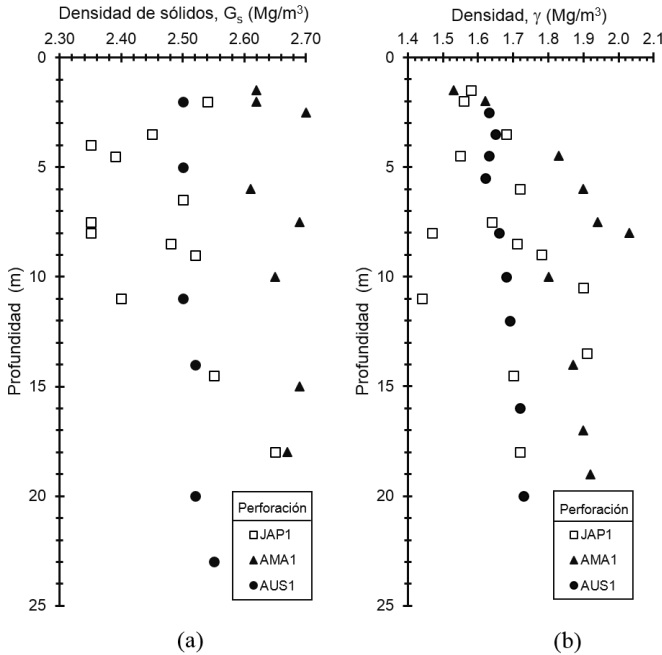 Densidad de sólidos, Gs (Mg/m³)
2.30 2.40 2.50 2.60 2.70
0
5
10
15
20
25
Profundidad (m)
Perforación
JAP1
AMA1
AUS1
(a)
Densidad, γ (Mg/m³)
1.4 1.5 1.6 1.7 1.8 1.9 2.0 2.1
0
5
10
15
20
25
Profundidad (m)
Perforación
JAP1
AMA1
AUS1
(b)